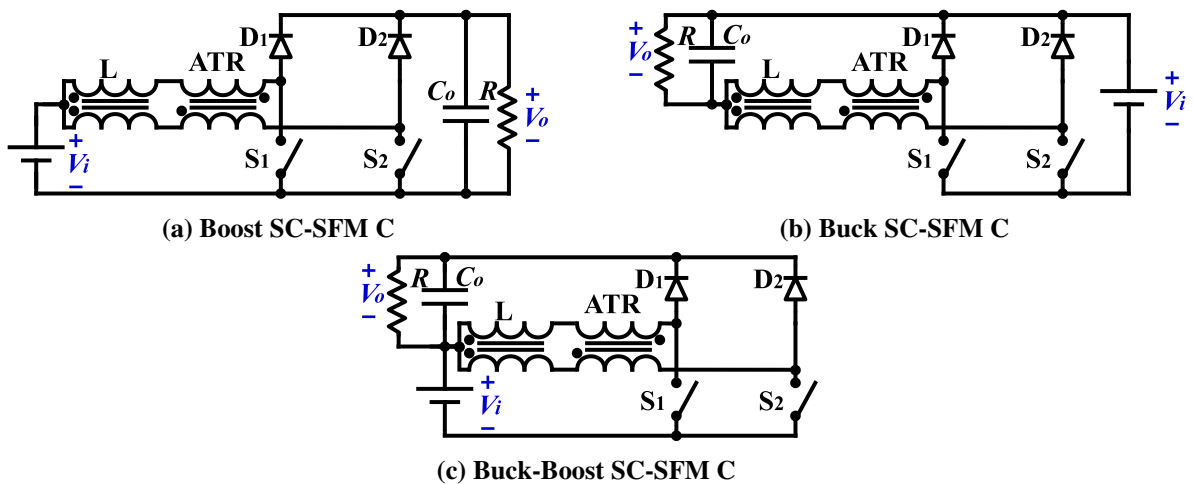 D1
D2
L
ATR
Co
R
+
Vo
−
+
Vi
−
S1
S2
(a) Boost SC-SFM C
+
Vo
−
R
Co
D1
D2
L
ATR
+
Vi
−
S1
S2
(b) Buck SC-SFM C
+
Vo
−
R
Co
D1
D2
L
ATR
+
Vi
−
S1
S2
(c) Buck-Boost SC-SFM C